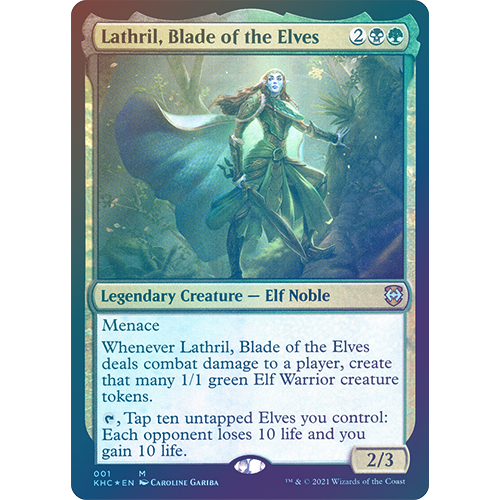 Lathril, Blade of the Elves 2
Legendary Creature — Elf Noble
Menace
Whenever Lathril, Blade of the Elves
deals combat damage to a player, create
that many 1/1 green Elf Warrior creature
tokens.
, Tap ten untapped Elves you control:
Each opponent loses 10 life and you
gain 10 life.
2/3
001 M
KHC ★ EN Caroline Gariba
™ & © 2021 Wizards of the Coast